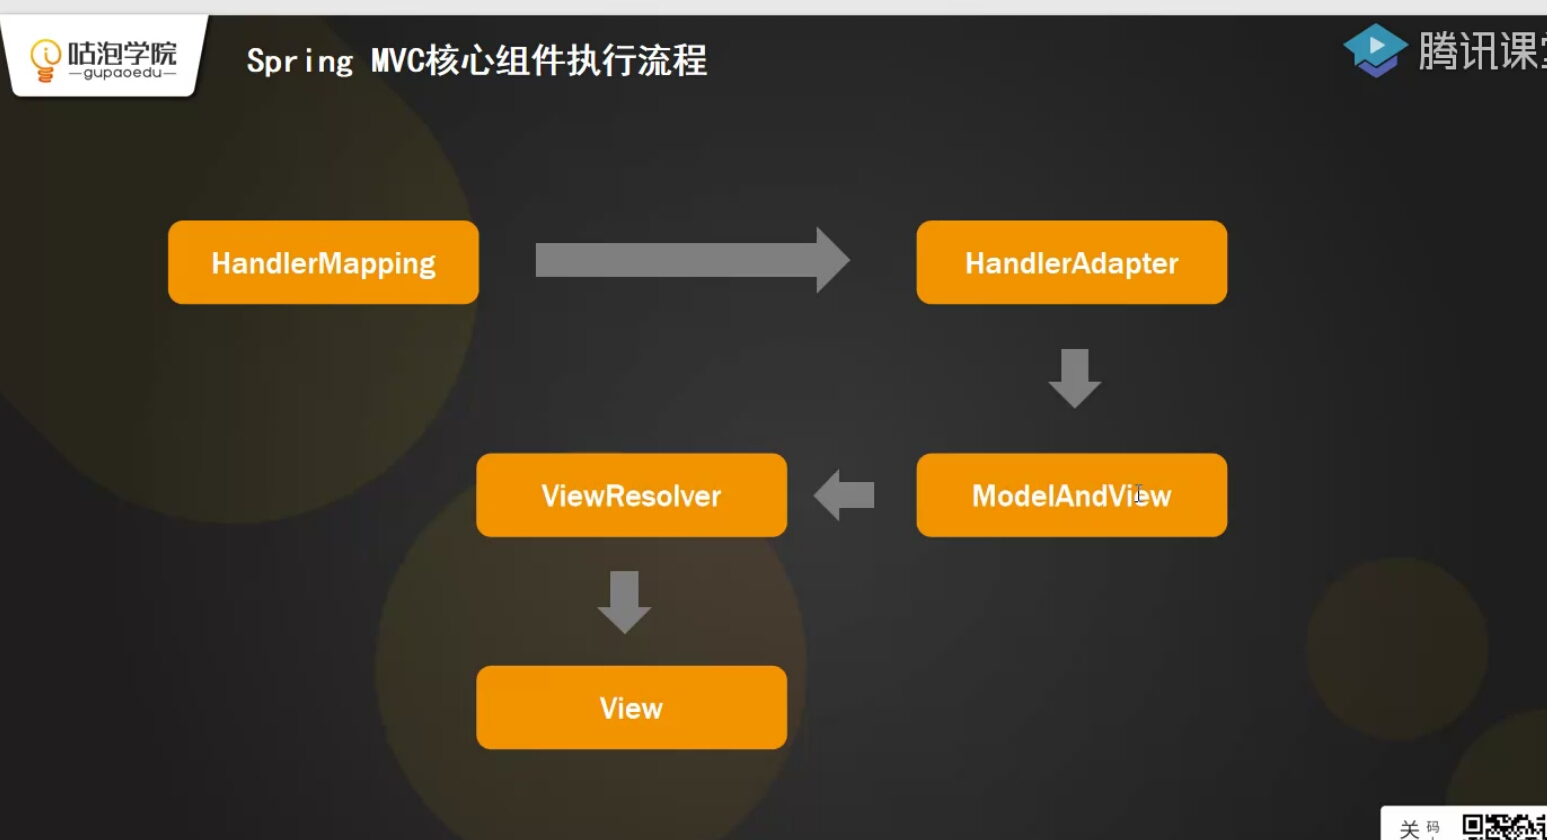 咕泡学院
gupaoedu
Spring MVC核心组件执行流程
腾讯课
HandlerMapping
HandlerAdapter
ViewResolver
ModelAndView
View
关 码